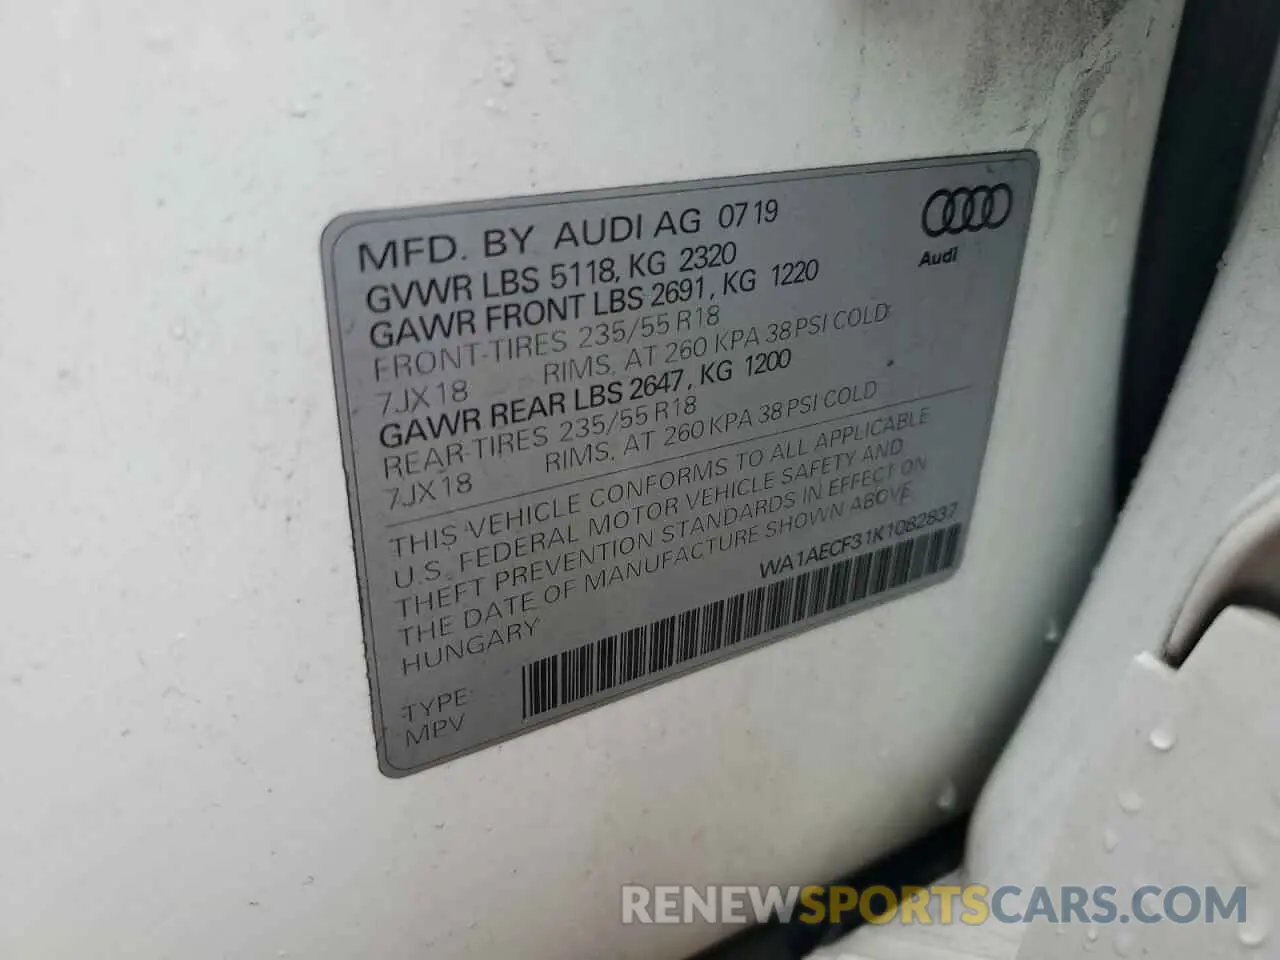 MFD. BY AUDI AG 07 19
GVWR LBS 5118, KG 2320
GAWR FRONT LBS 2691, KG 1220
FRONT-TIRES 235/55 R18
7JX18 RIMS, AT 260 KPA 38 PSI COLD
GAWR REAR LBS 2647, KG 1200
REAR-TIRES 235/55 R18
7JX18 RIMS, AT 260 KPA 38 PSI COLD
THIS VEHICLE CONFORMS TO ALL APPLICABLE
U.S. FEDERAL MOTOR VEHICLE SAFETY AND
THEFT PREVENTION STANDARDS IN EFFECT ON
THE DATE OF MANUFACTURE SHOWN ABOVE.
HUNGARY
WA1AECF31K1082837
TYPE:
MPV
Audi
RENEWSPORTSCARS.COM